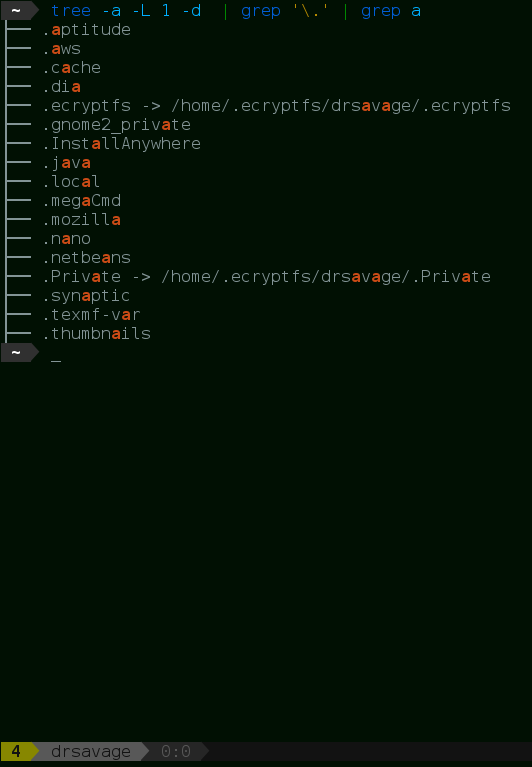 ~ tree -a -L 1 -d | grep '\.' | grep a
├── .aptitude
├── .aws
├── .cache
├── .dia
├── .ecryptfs -> /home/.ecryptfs/drsavage/.ecryptfs
├── .gnome2_private
├── .InstallAnywhere
├── .java
├── .local
├── .megaCmd
├── .mozilla
├── .nano
├── .netbeans
├── .Private -> /home/.ecryptfs/drsavage/.Private
├── .synaptic
├── .texmf-var
├── .thumbnails
~ _
4 drsavage 0:0